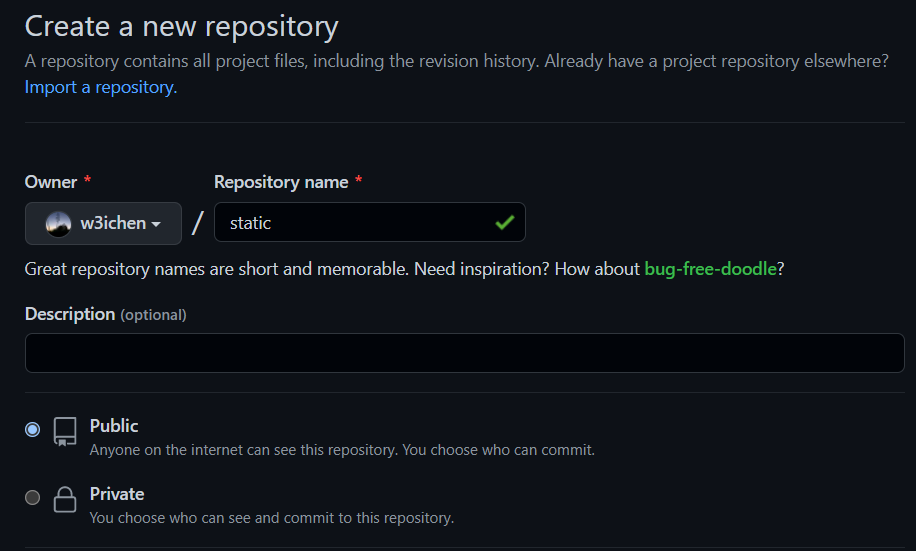 Create a new repository
A repository contains all project files, including the revision history. Already have a project repository elsewhere?
Import a repository.
Owner *
Repository name *
w3ichen
/
static
Great repository names are short and memorable. Need inspiration? How about bug-free-doodle?
Description (optional)
Public
Anyone on the internet can see this repository. You choose who can commit.
Private
You choose who can see and commit to this repository.